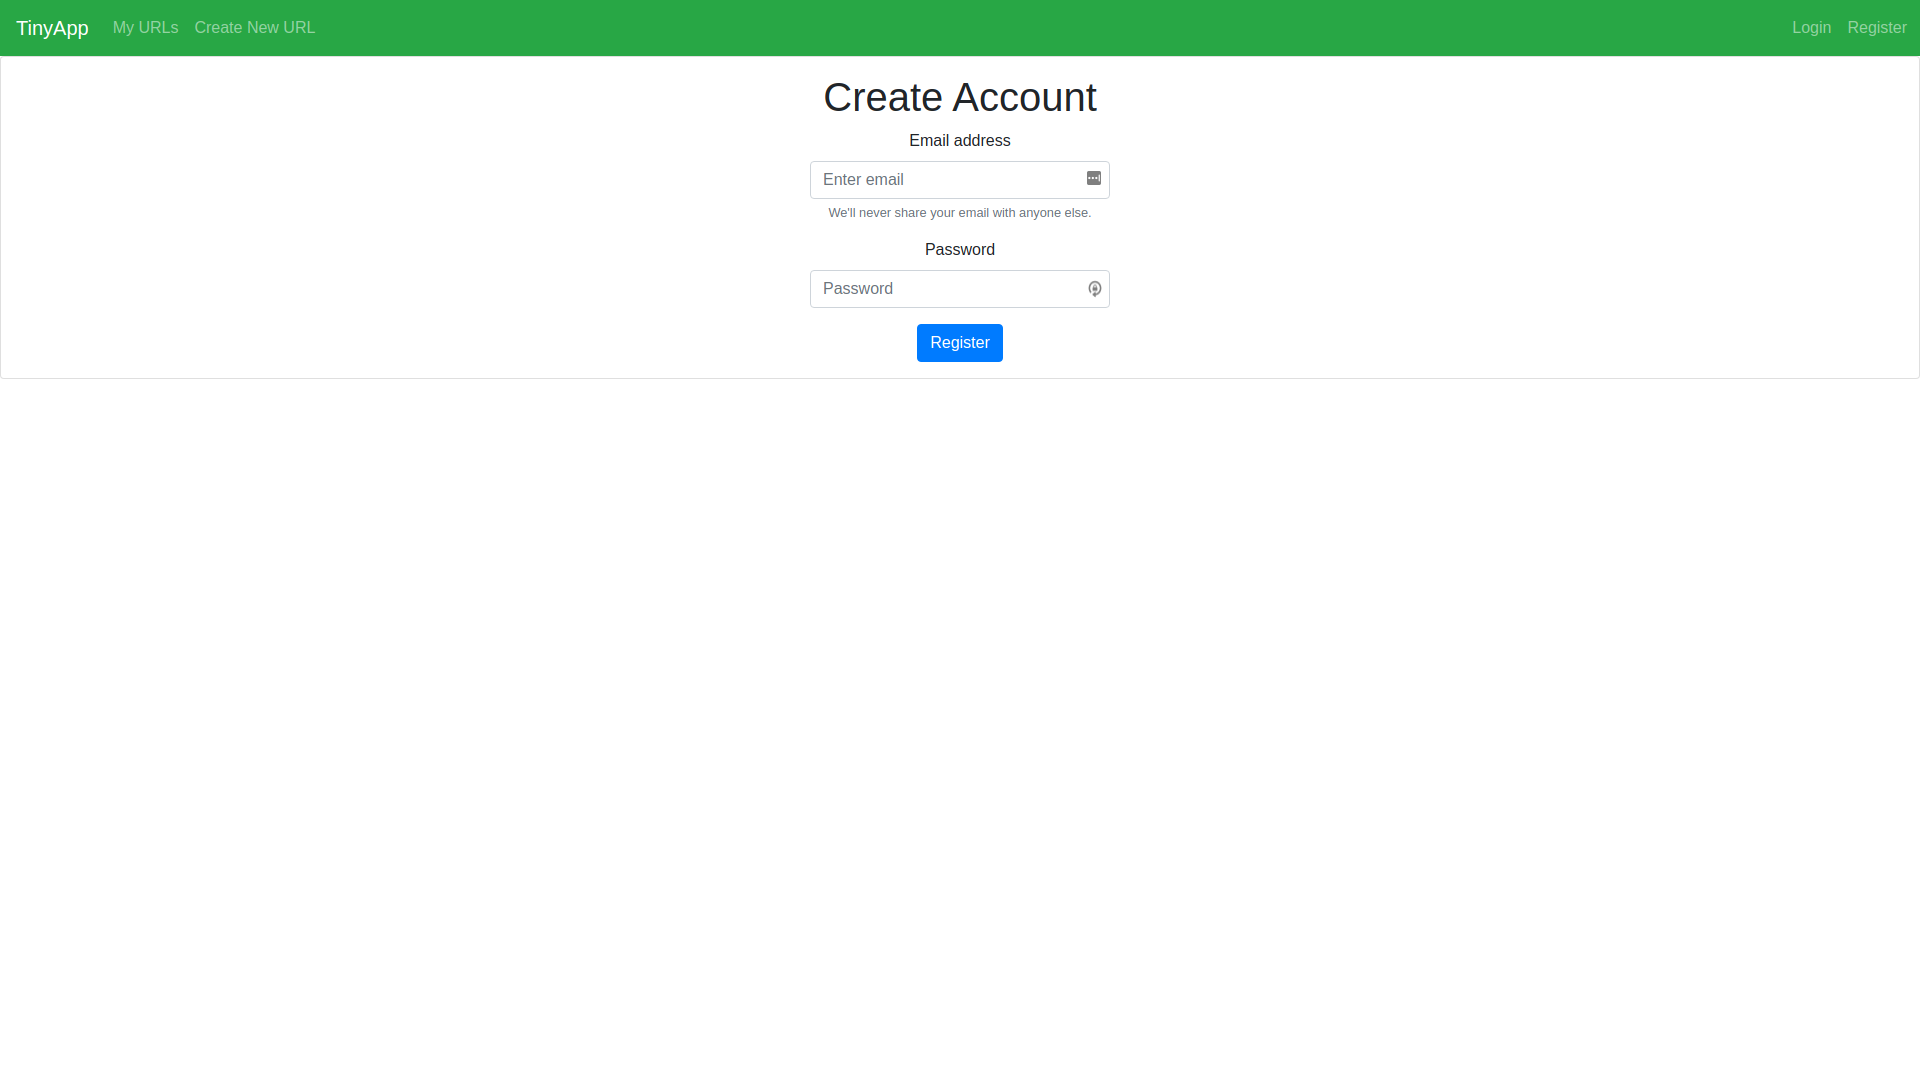 TinyApp My URLs Create New URL Login Register
Create Account
Email address
Enter email
We'll never share your email with anyone else.
Password
Password
Register